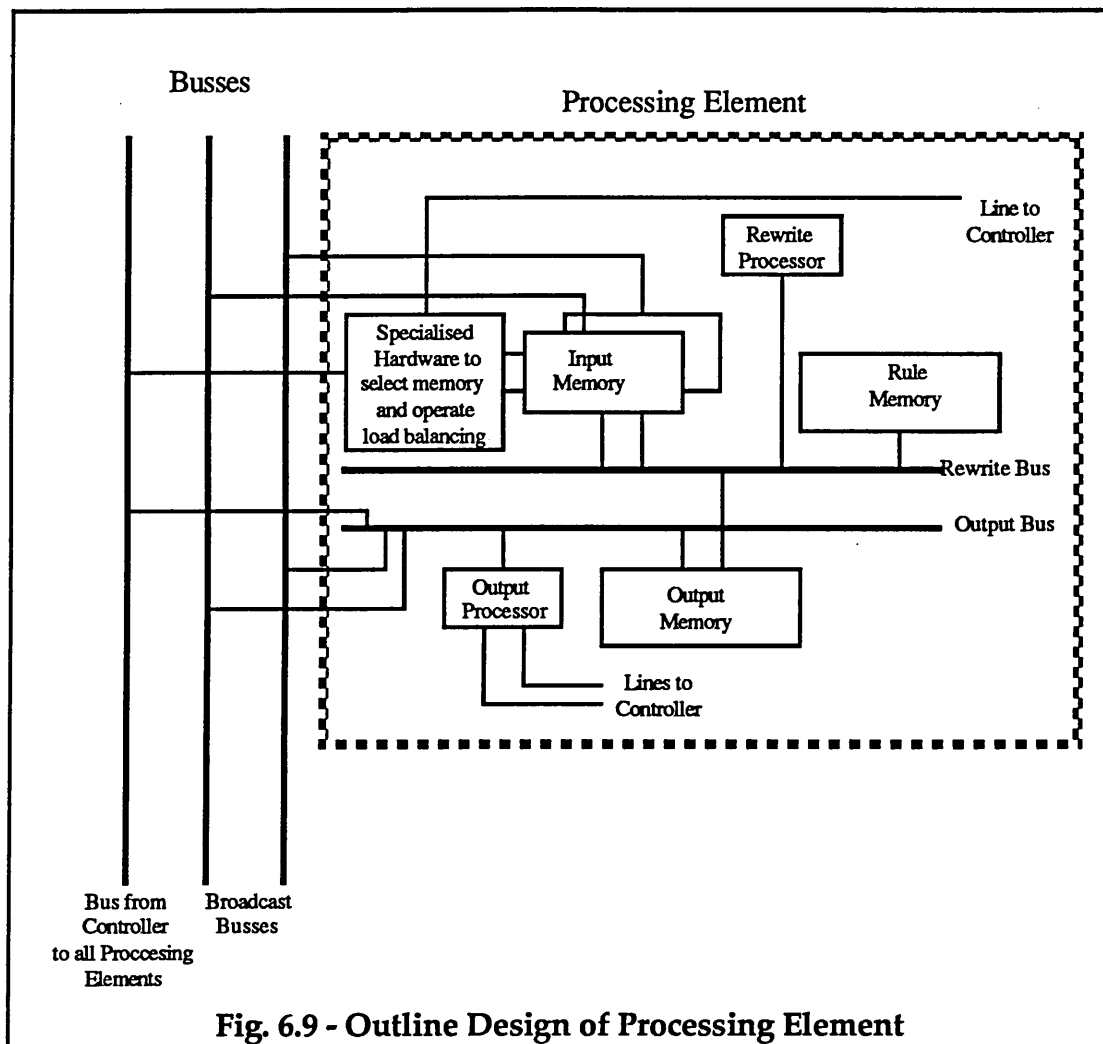 Busses
Processing Element
Line to
Controller
Rewrite
Processor
Specialised
Hardware to
select memory
and operate
load balancing
Input
Memory
Rule
Memory
Rewrite Bus
Output Bus
Output
Processor
Output
Memory
Lines to
Controller
Bus from
Controller
to all Proccesing
Elements
Broadcast
Busses
Fig. 6.9 - Outline Design of Processing Element